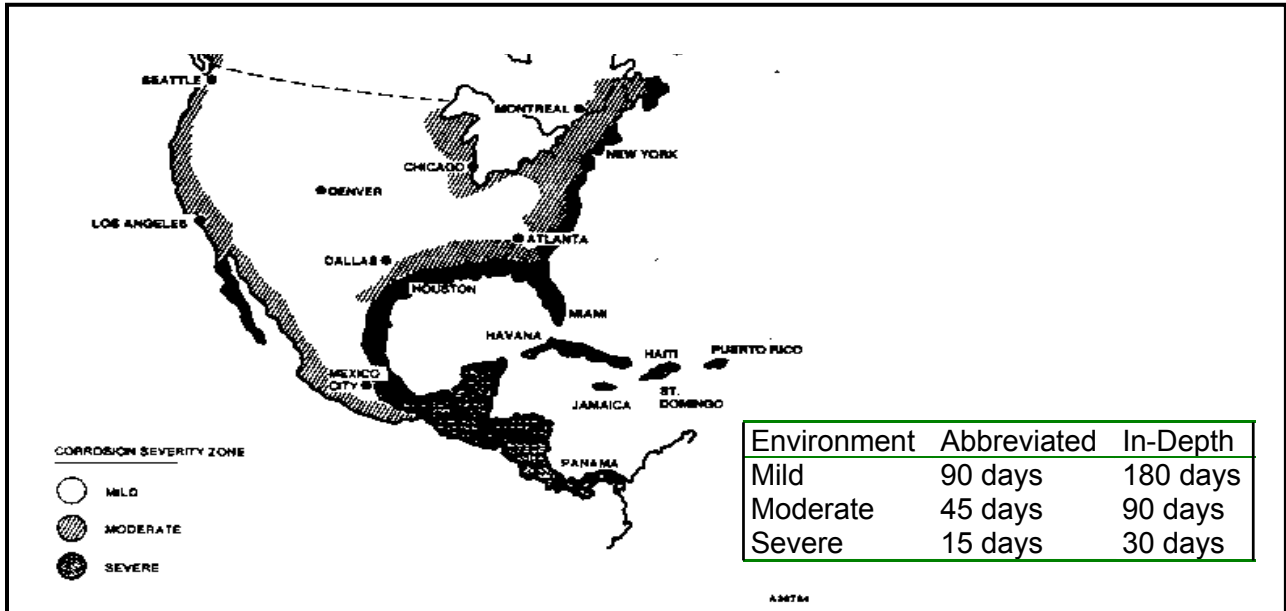 SEATTLE
MONTREAL
NEW YORK
CHICAGO
DENVER
LOS ANGELES
ATLANTA
DALLAS
HOUSTON
MIAMI
HAVANA
HAITI
PUERTO RICO
MEXICO
CITY
JAMAICA
ST.
DOMINGO
PANAMA
CORROSION SEVERITY ZONE
MILD
MODERATE
SEVERE
Environment Abbreviated In-Depth
Mild 90 days 180 days
Moderate 45 days 90 days
Severe 15 days 30 days